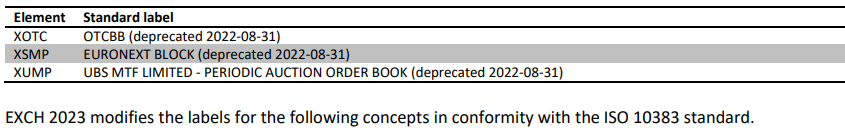 Element Standard label
XOTC OTCBB (deprecated 2022-08-31)
XSMP EURONEXT BLOCK (deprecated 2022-08-31)
XUMP UBS MTF LIMITED - PERIODIC AUCTION ORDER BOOK (deprecated 2022-08-31)
EXCH 2023 modifies the labels for the following concepts in conformity with the ISO 10383 standard.